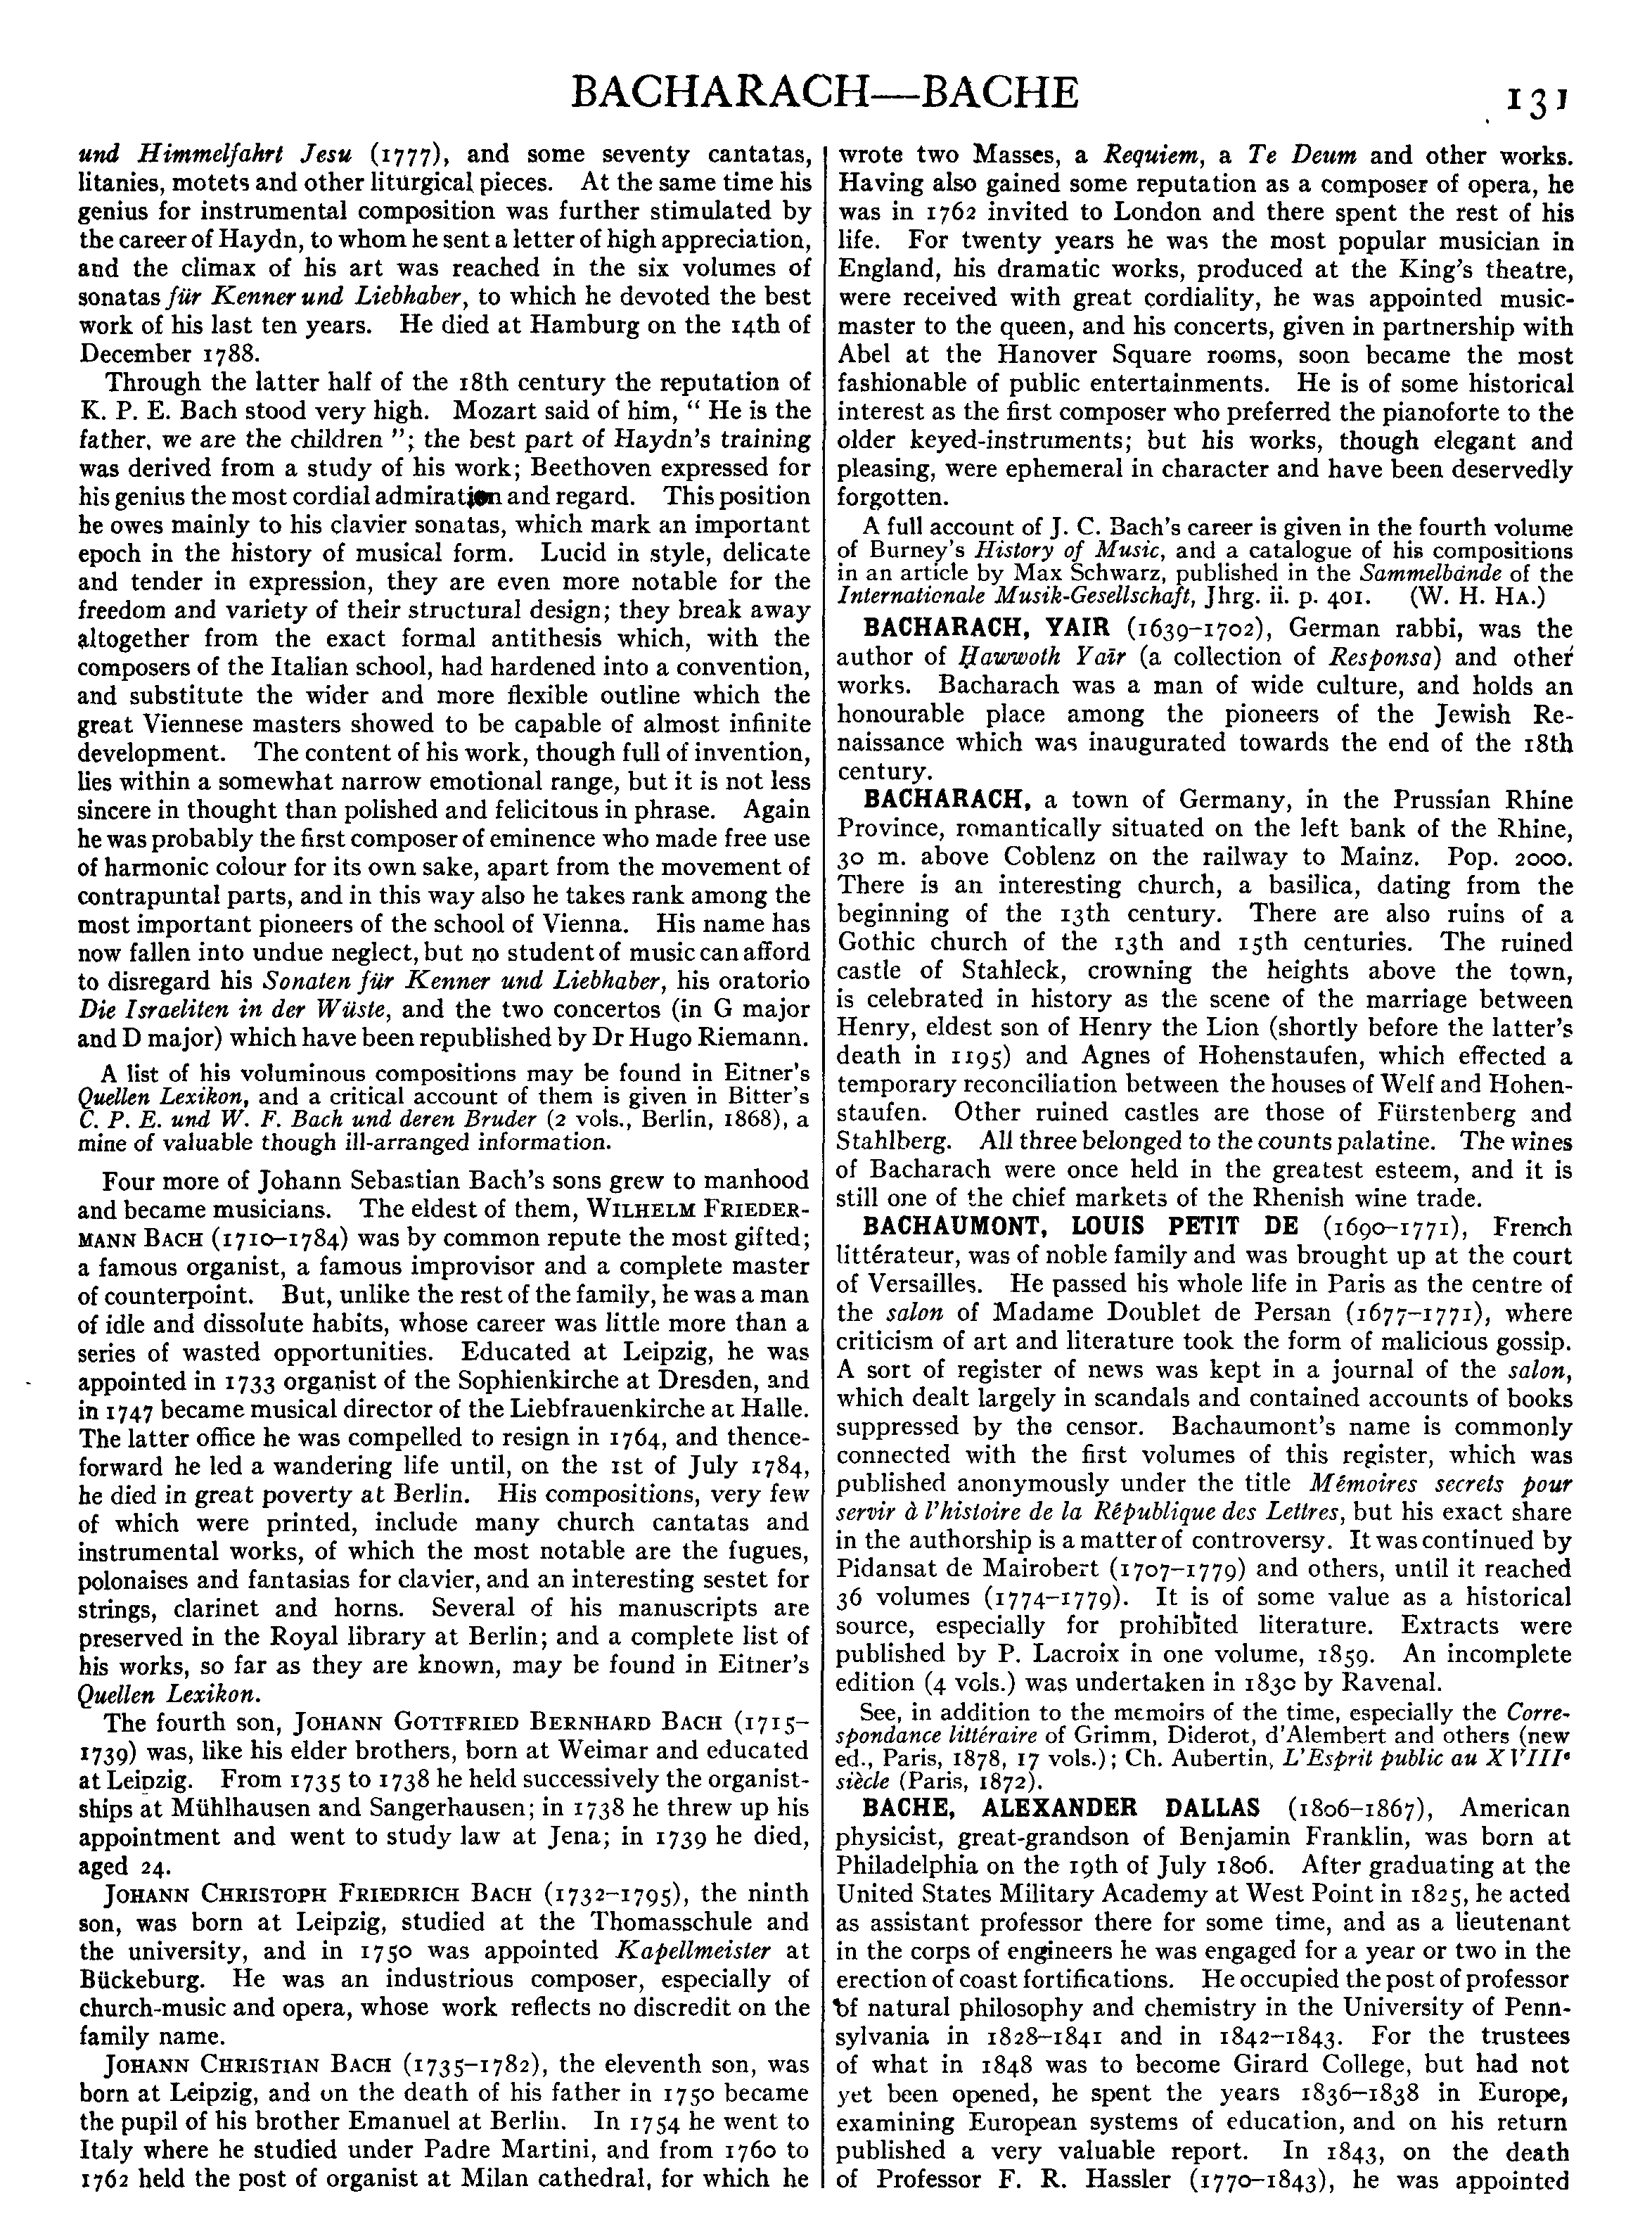 BACHARACH—BACHE
131
und Himmelfahrt Jesu (1777), and some seventy cantatas,
litanies, motets and other liturgical pieces. At the same time his
genius for instrumental composition was further stimulated by
the career of Haydn, to whom he sent a letter of high appreciation,
and the climax of his art was reached in the six volumes of
sonatas für Kenner und Liebhaber, to which he devoted the best
work of his last ten years. He died at Hamburg on the 14th of
December 1788.
Through the latter half of the 18th century the reputation of
K. P. E. Bach stood very high. Mozart said of him, “ He is the
father, we are the children ”; the best part of Haydn's training
was derived from a study of his work; Beethoven expressed for
his genius the most cordial admiration and regard. This position
he owes mainly to his clavier sonatas, which mark an important
epoch in the history of musical form. Lucid in style, delicate
and tender in expression, they are even more notable for the
freedom and variety of their structural design; they break away
altogether from the exact formal antithesis which, with the
composers of the Italian school, had hardened into a convention,
and substitute the wider and more flexible outline which the
great Viennese masters showed to be capable of almost infinite
development. The content of his work, though full of invention,
lies within a somewhat narrow emotional range, but it is not less
sincere in thought than polished and felicitous in phrase. Again
he was probably the first composer of eminence who made free use
of harmonic colour for its own sake, apart from the movement of
contrapuntal parts, and in this way also he takes rank among the
most important pioneers of the school of Vienna. His name has
now fallen into undue neglect, but no student of music can afford
to disregard his Sonaten für Kenner und Liebhaber, his oratorio
Die Israeliten in der Wüste, and the two concertos (in G major
and D major) which have been republished by Dr Hugo Riemann.
A list of his voluminous compositions may be found in Eitner's
Quellen Lexikon, and a critical account of them is given in Bitter's
C. P. E. und W. F. Bach und deren Bruder (2 vols., Berlin, 1868), a
mine of valuable though ill-arranged information.
Four more of Johann Sebastian Bach's sons grew to manhood
and became musicians. The eldest of them, WILHELM FRIEDER-
MANN BACH (1710–1784) was by common repute the most gifted;
a famous organist, a famous improvisor and a complete master
of counterpoint. But, unlike the rest of the family, he was a man
of idle and dissolute habits, whose career was little more than a
series of wasted opportunities. Educated at Leipzig, he was
appointed in 1733 organist of the Sophienkirche at Dresden, and
in 1747 became musical director of the Liebfrauenkirche at Halle.
The latter office he was compelled to resign in 1764, and thence-
forward he led a wandering life until, on the 1st of July 1784,
he died in great poverty at Berlin. His compositions, very few
of which were printed, include many church cantatas and
instrumental works, of which the most notable are the fugues,
polonaises and fantasias for clavier, and an interesting sestet for
strings, clarinet and horns. Several of his manuscripts are
preserved in the Royal library at Berlin; and a complete list of
his works, so far as they are known, may be found in Eitner's
Quellen Lexikon.
The fourth son, JOHANN GOTTFRIED BERNHARD BACH (1715–
1739) was, like his elder brothers, born at Weimar and educated
at Leipzig. From 1735 to 1738 he held successively the organist-
ships at Mühlhausen and Sangerhausen; in 1738 he threw up his
appointment and went to study law at Jena; in 1739 he died,
aged 24.
JOHANN CHRISTOPH FRIEDRICH BACH (1732–1795), the ninth
son, was born at Leipzig, studied at the Thomasschule and
the university, and in 1750 was appointed Kapellmeister at
Bückeburg. He was an industrious composer, especially of
church-music and opera, whose work reflects no discredit on the
family name.
JOHANN CHRISTIAN BACH (1735–1782), the eleventh son, was
born at Leipzig, and on the death of his father in 1750 became
the pupil of his brother Emanuel at Berlin. In 1754 he went to
Italy where he studied under Padre Martini, and from 1760 to
1762 held the post of organist at Milan cathedral, for which he
wrote two Masses, a Requiem, a Te Deum and other works.
Having also gained some reputation as a composer of opera, he
was in 1762 invited to London and there spent the rest of his
life. For twenty years he was the most popular musician in
England, his dramatic works, produced at the King's theatre,
were received with great cordiality, he was appointed music-
master to the queen, and his concerts, given in partnership with
Abel at the Hanover Square rooms, soon became the most
fashionable of public entertainments. He is of some historical
interest as the first composer who preferred the pianoforte to the
older keyed-instruments; but his works, though elegant and
pleasing, were ephemeral in character and have been deservedly
forgotten.
A full account of J. C. Bach's career is given in the fourth volume
of Burney's History of Music, and a catalogue of his compositions
in an article by Max Schwarz, published in the Sammelbände of the
Internationale Musik-Gesellschaft, Jhrg. ii. p. 401. (W. H. HA.)
BACHARACH, YAIR (1639–1702), German rabbi, was the
author of Ḥawwoth Yaīr (a collection of Responsa) and other
works. Bacharach was a man of wide culture, and holds an
honourable place among the pioneers of the Jewish Re-
naissance which was inaugurated towards the end of the 18th
century.
BACHARACH, a town of Germany, in the Prussian Rhine
Province, romantically situated on the left bank of the Rhine,
30 m. above Coblenz on the railway to Mainz. Pop. 2000.
There is an interesting church, a basilica, dating from the
beginning of the 13th century. There are also ruins of a
Gothic church of the 13th and 15th centuries. The ruined
castle of Stahleck, crowning the heights above the town,
is celebrated in history as the scene of the marriage between
Henry, eldest son of Henry the Lion (shortly before the latter's
death in 1195) and Agnes of Hohenstaufen, which effected a
temporary reconciliation between the houses of Welf and Hohen-
staufen. Other ruined castles are those of Fürstenberg and
Stahlberg. All three belonged to the counts palatine. The wines
of Bacharach were once held in the greatest esteem, and it is
still one of the chief markets of the Rhenish wine trade.
BACHAUMONT, LOUIS PETIT DE (1690–1771), French
littérateur, was of noble family and was brought up at the court
of Versailles. He passed his whole life in Paris as the centre of
the salon of Madame Doublet de Persan (1677–1771), where
criticism of art and literature took the form of malicious gossip.
A sort of register of news was kept in a journal of the salon,
which dealt largely in scandals and contained accounts of books
suppressed by the censor. Bachaumont's name is commonly
connected with the first volumes of this register, which was
published anonymously under the title Mémoires secrets pour
servir à l'histoire de la République des Lettres, but his exact share
in the authorship is a matter of controversy. It was continued by
Pidansat de Mairobert (1707–1779) and others, until it reached
36 volumes (1774–1779). It is of some value as a historical
source, especially for prohibited literature. Extracts were
published by P. Lacroix in one volume, 1859. An incomplete
edition (4 vols.) was undertaken in 1830 by Ravenal.
See, in addition to the memoirs of the time, especially the Corre-
spondance littéraire of Grimm, Diderot, d'Alembert and others (new
ed., Paris, 1878, 17 vols.); Ch. Aubertin, L'Esprit public au XVIIIᵉ
siècle (Paris, 1872).
BACHE, ALEXANDER DALLAS (1806–1867), American
physicist, great-grandson of Benjamin Franklin, was born at
Philadelphia on the 19th of July 1806. After graduating at the
United States Military Academy at West Point in 1825, he acted
as assistant professor there for some time, and as a lieutenant
in the corps of engineers he was engaged for a year or two in the
erection of coast fortifications. He occupied the post of professor
of natural philosophy and chemistry in the University of Penn-
sylvania in 1828–1841 and in 1842–1843. For the trustees
of what in 1848 was to become Girard College, but had not
yet been opened, he spent the years 1836–1838 in Europe,
examining European systems of education, and on his return
published a very valuable report. In 1843, on the death
of Professor F. R. Hassler (1770–1843), he was appointed